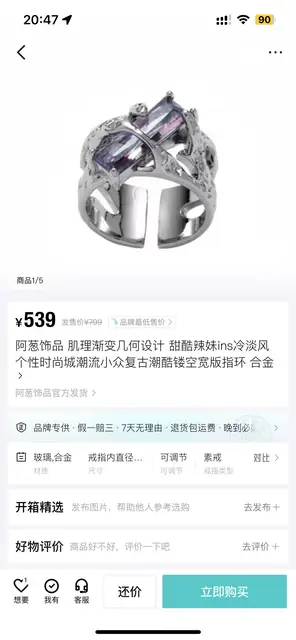 20:47
90
商品1/5
¥539 发售价¥799 品牌最低售价 >
阿葱饰品 肌理渐变几何设计 甜酷辣妹ins冷淡风
个性时尚城潮流小众复古潮酷镂空宽版指环 合金
阿葱饰品官方发货 >
品牌专供 · 假一赔三 · 7天无理由 · 退货包运费 · 晚到必
玻璃,合金 戒指内直径... 可调节 素戒 对比 >
材质 尺寸 可调节 戒指类型
开箱精选 发布图片，帮助他人参考选购 去发布 +
好物评价 商品好不好，评价一下吧 去评价 +
想要 我有 客服 还价 立即购买